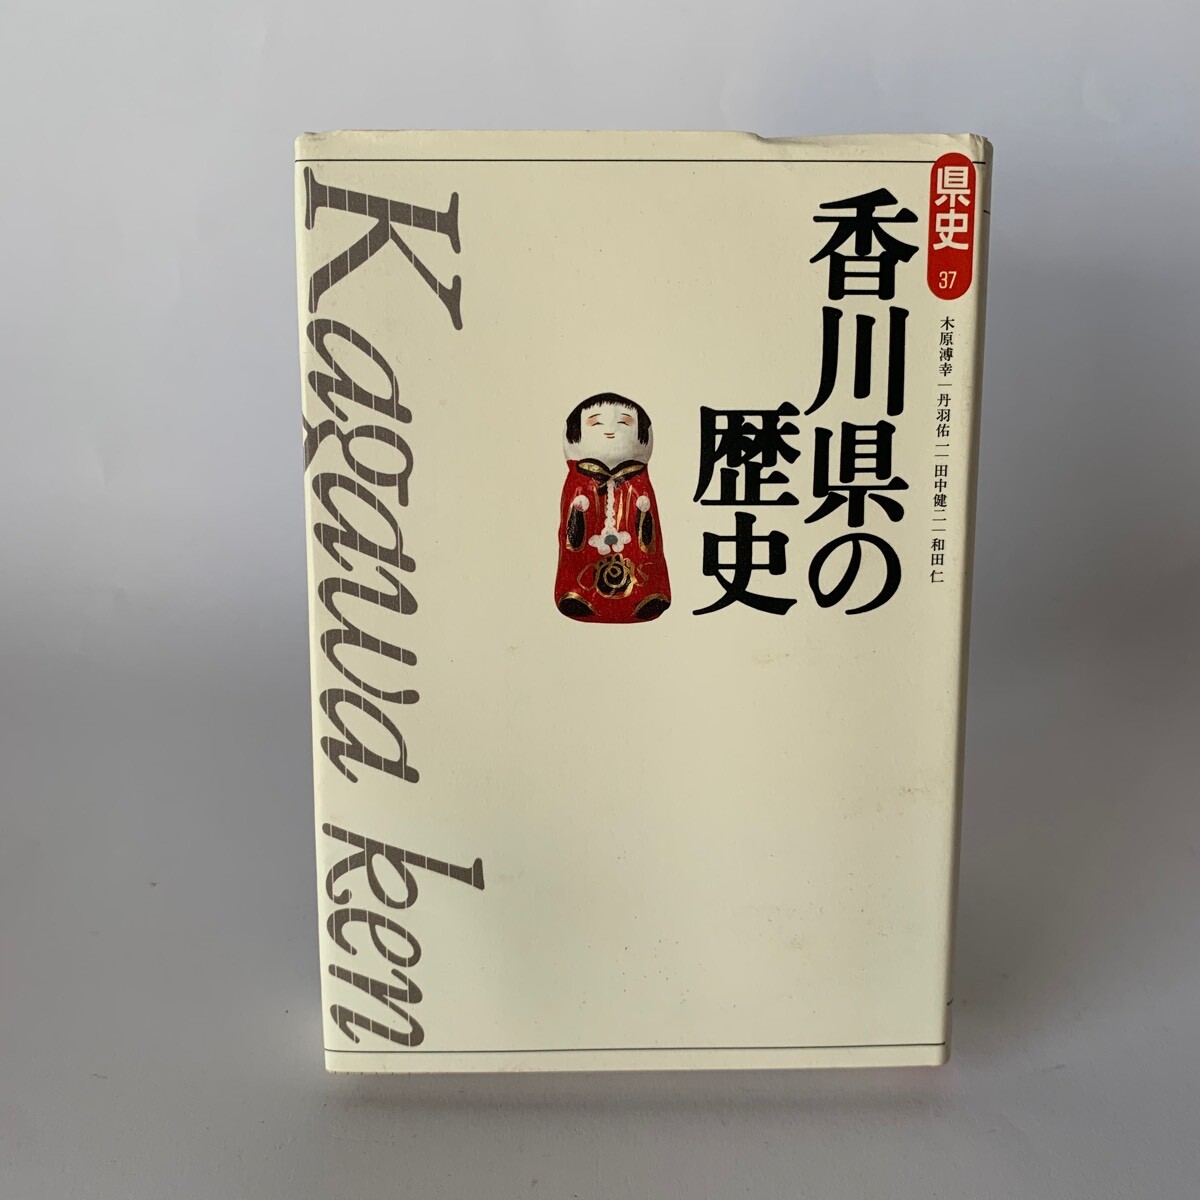 県史
37
木原溥幸|丹羽佑一|田中健二|和田仁
香川県の
歴史
Kagawa ken